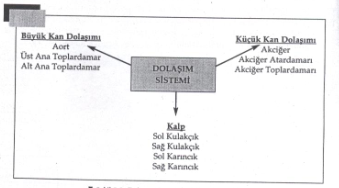 Büyük Kan Dolaşımı
Aort
Üst Ana Toplardamar
Alt Ana Toplardamar
DOLAŞIM
SİSTEMİ
Küçük Kan Dolaşımı
Akciğer
Akciğer Atardamarı
Akciğer Toplardamarı
Kalp
Sol Kulakçık
Sağ Kulakçık
Sol Karıncık
Sağ Karıncık